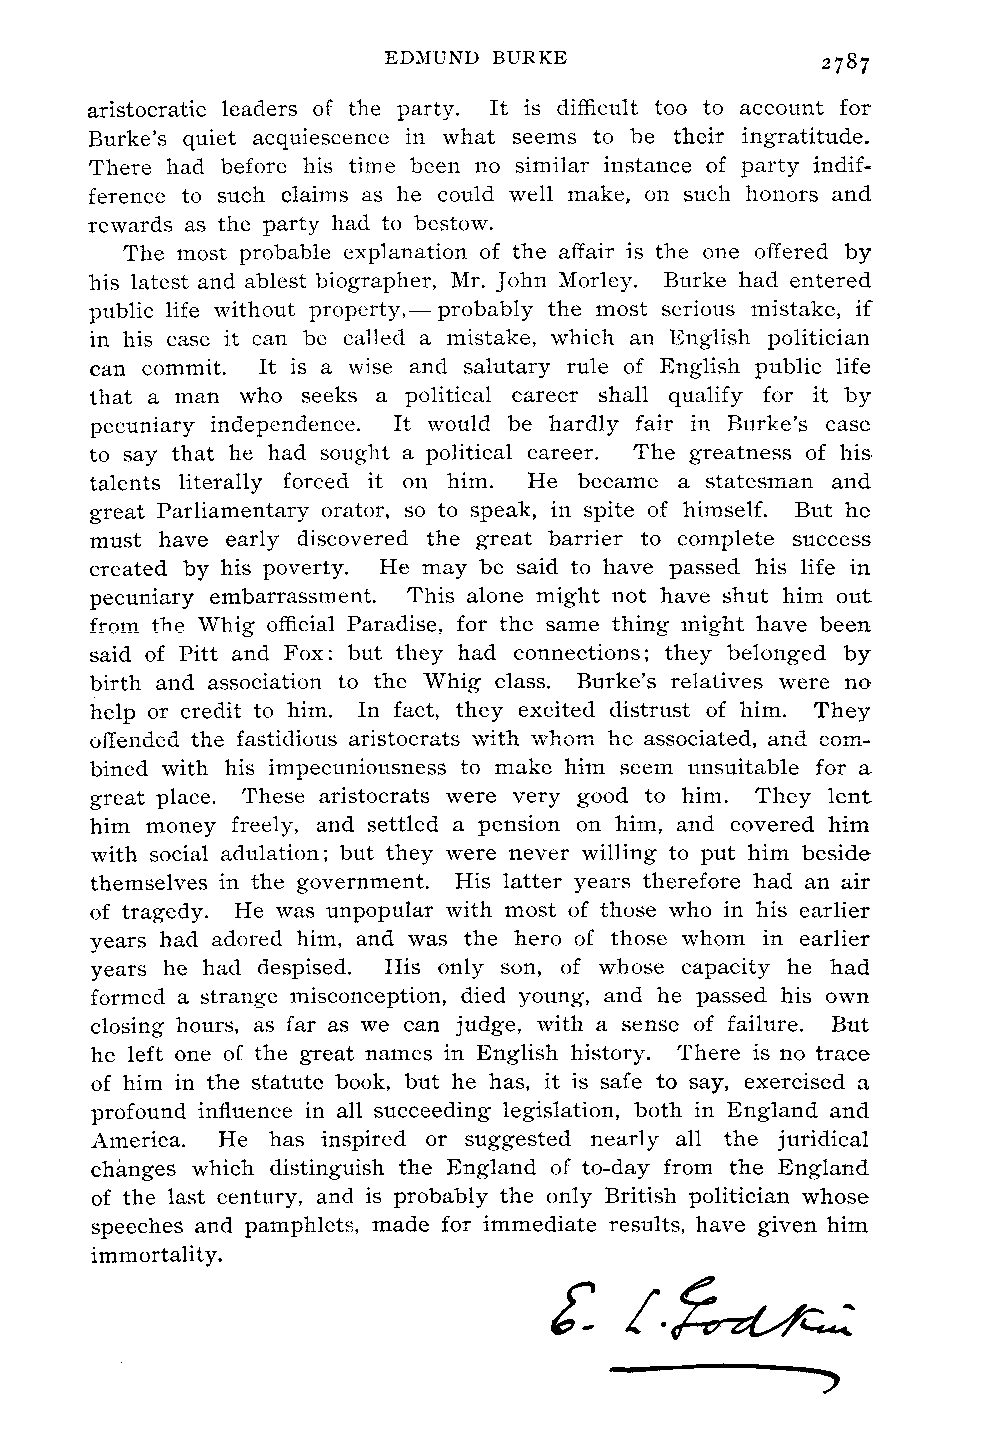 EDMUND BURKE
2787
aristocratic leaders of the party. It is difficult too to account for
Burke's quiet acquiescence in what seems to be their ingratitude.
There had before his time been no similar instance of party indif-
ference to such claims as he could well make, on such honors and
rewards as the party had to bestow.
The most probable explanation of the affair is the one offered by
his latest and ablest biographer, Mr. John Morley. Burke had entered
public life without property,— probably the most serious mistake, if
in his case it can be called a mistake, which an English politician
can commit. It is a wise and salutary rule of English public life
that a man who seeks a political career shall qualify for it by
pecuniary independence. It would be hardly fair in Burke's case
to say that he had sought a political career. The greatness of his
talents literally forced it on him. He became a statesman and
great Parliamentary orator, so to speak, in spite of himself. But he
must have early discovered the great barrier to complete success
created by his poverty. He may be said to have passed his life in
pecuniary embarrassment. This alone might not have shut him out
from the Whig official Paradise, for the same thing might have been
said of Pitt and Fox: but they had connections; they belonged by
birth and association to the Whig class. Burke's relatives were no
help or credit to him. In fact, they excited distrust of him. They
offended the fastidious aristocrats with whom he associated, and com-
bined with his impecuniousness to make him seem unsuitable for a
great place. These aristocrats were very good to him. They lent
him money freely, and settled a pension on him, and covered him
with social adulation; but they were never willing to put him beside
themselves in the government. His latter years therefore had an air
of tragedy. He was unpopular with most of those who in his earlier
years had adored him, and was the hero of those whom in earlier
years he had despised. His only son, of whose capacity he had
formed a strange misconception, died young, and he passed his own
closing hours, as far as we can judge, with a sense of failure. But
he left one of the great names in English history. There is no trace
of him in the statute book, but he has, it is safe to say, exercised a
profound influence in all succeeding legislation, both in England and
America. He has inspired or suggested nearly all the juridical
changes which distinguish the England of to-day from the England
of the last century, and is probably the only British politician whose
speeches and pamphlets, made for immediate results, have given him
immortality.
E. L. Godkin